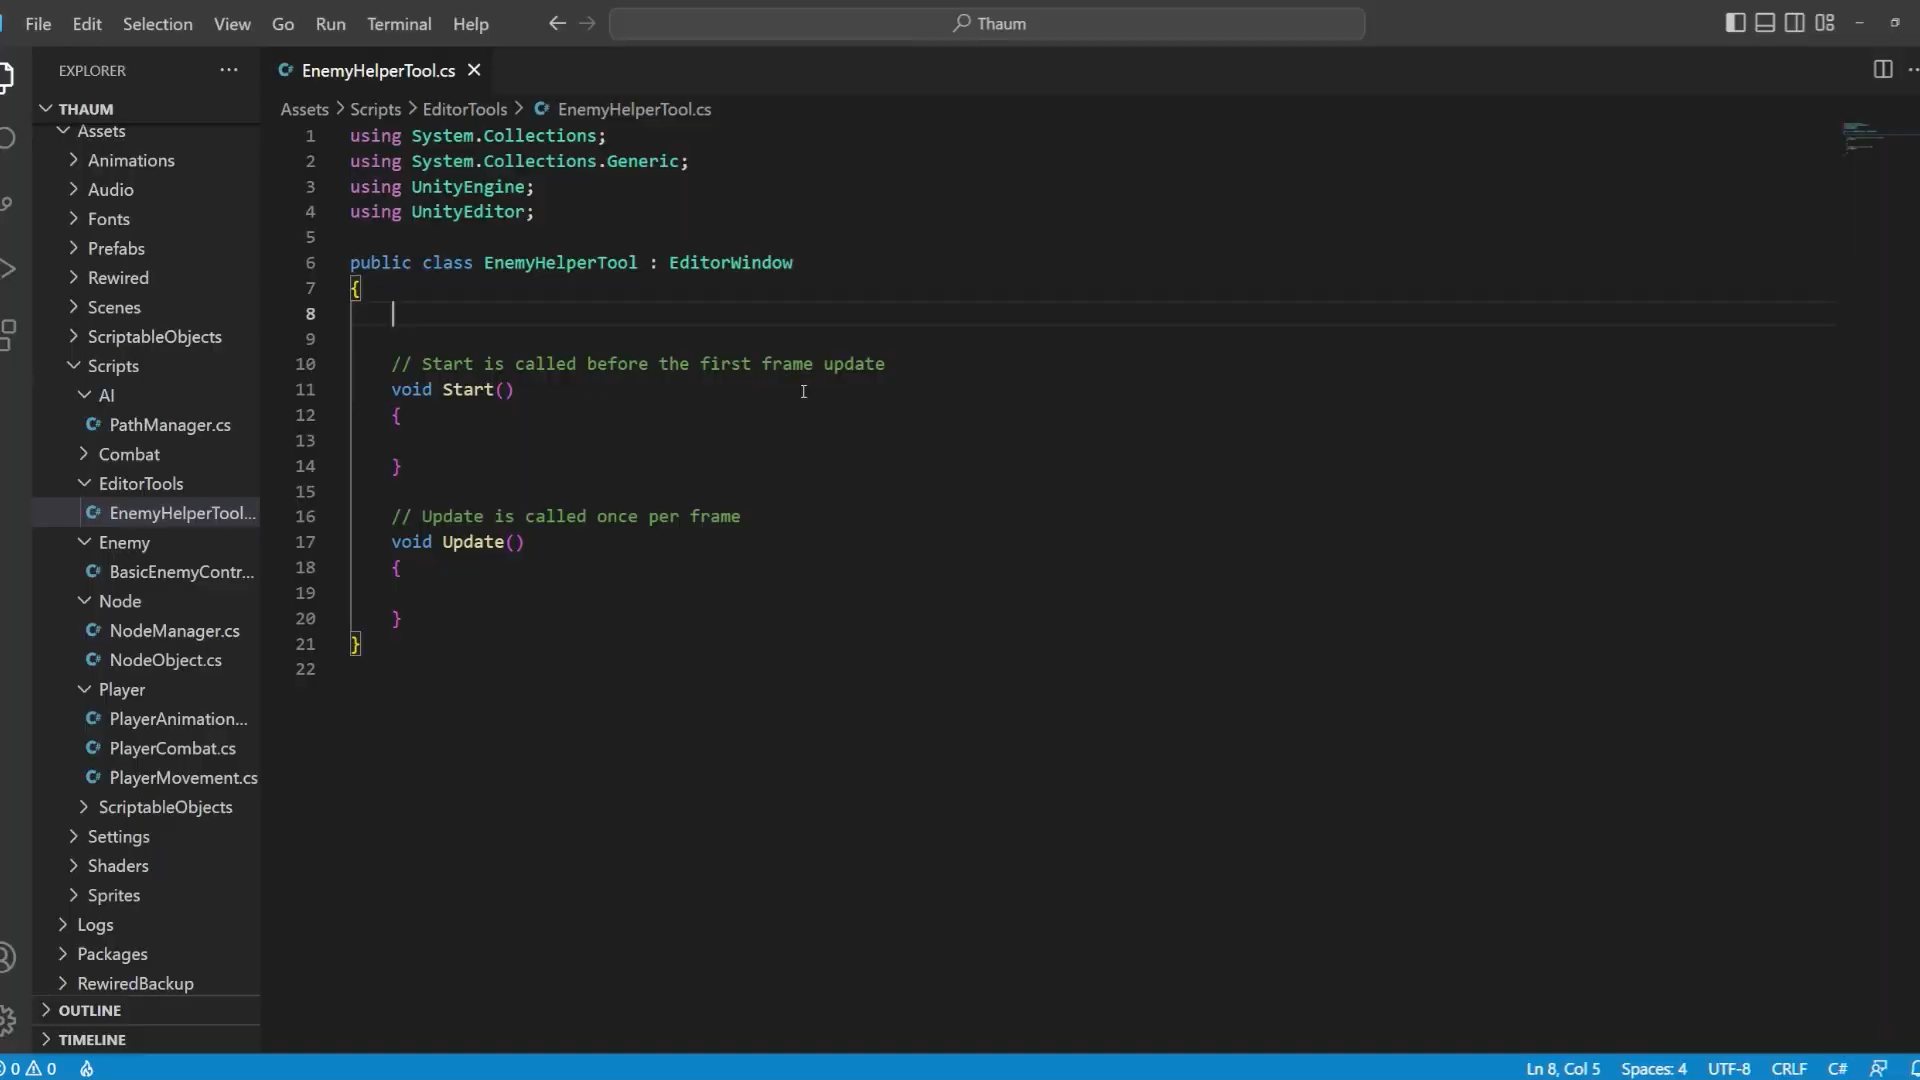 File Edit Selection View Go Run Terminal Help Thaum
EXPLORER ···
THAUM
Assets
Animations
Audio
Fonts
Prefabs
Rewired
Scenes
ScriptableObjects
Scripts
AI
PathManager.cs
Combat
EditorTools
EnemyHelperTool...
Enemy
BasicEnemyContr...
Node
NodeManager.cs
NodeObject.cs
Player
PlayerAnimation...
PlayerCombat.cs
PlayerMovement.cs
ScriptableObjects
Settings
Shaders
Sprites
Logs
Packages
RewiredBackup
OUTLINE
TIMELINE
EnemyHelperTool.cs
Assets > Scripts > EditorTools > EnemyHelperTool.cs
1 using System.Collections;
2 using System.Collections.Generic;
3 using UnityEngine;
4 using UnityEditor;
5
6 public class EnemyHelperTool : EditorWindow
7 {
8
9
10 // Start is called before the first frame update
11 void Start()
12 {
13
14 }
15
16 // Update is called once per frame
17 void Update()
18 {
19
20 }
21 }
22
0 0 Ln 8, Col 5 Spaces: 4 UTF-8 CRLF C#